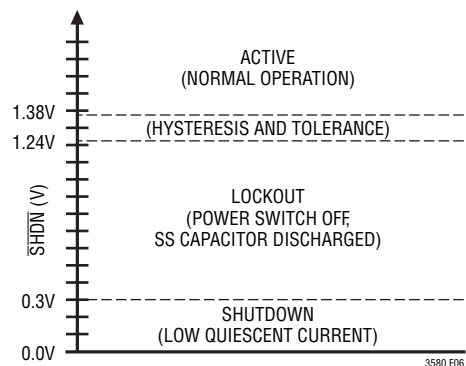 ACTIVE
(NORMAL OPERATION)
1.38V
(HYSTERESIS AND TOLERANCE)
1.24V
SHDN (V)
LOCKOUT
(POWER SWITCH OFF,
SS CAPACITOR DISCHARGED)
0.3V
SHUTDOWN
(LOW QUIESCENT CURRENT)
0.0V
3580 F06